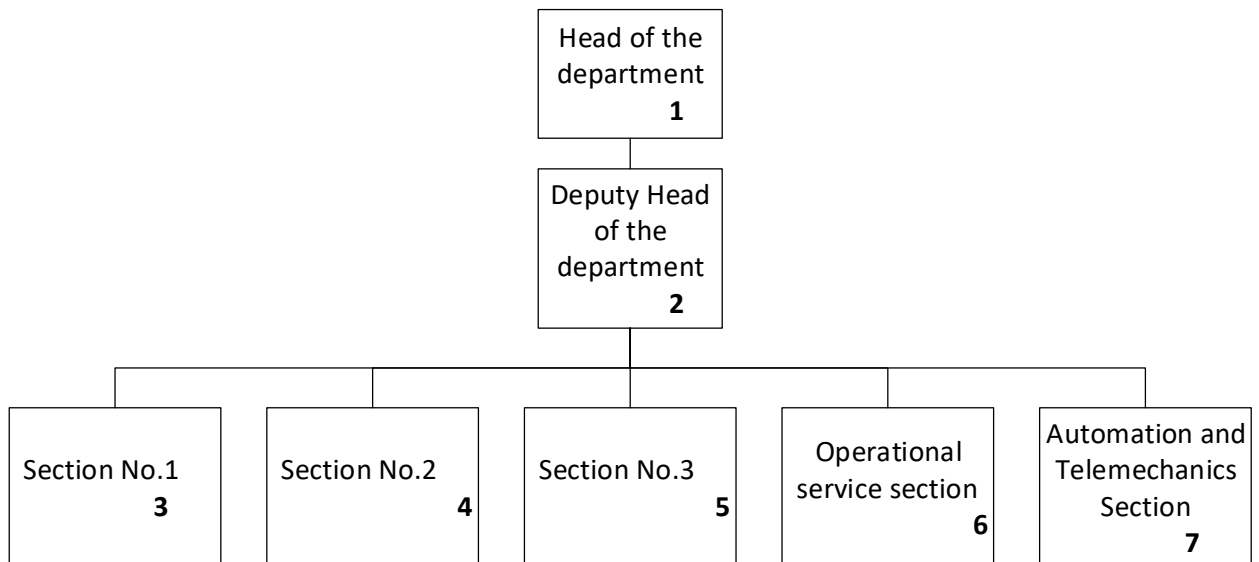 Head of the
department
1
Deputy Head
of the
department
2
Section No.1
3
Section No.2
4
Section No.3
5
Operational
service section
6
Automation and
Telemechanics
Section
7